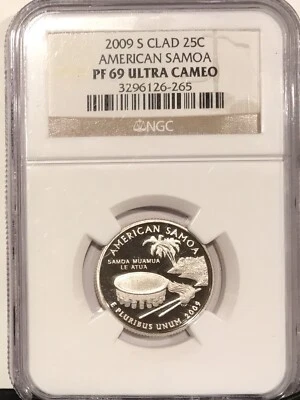 2009 S CLAD 25C
AMERICAN SAMOA
PF 69 ULTRA CAMEO
3296126-265
NGC
AMERICAN SAMOA
SAMOA MUAMUA
LE ATUA
E PLURIBUS UNUM 2009